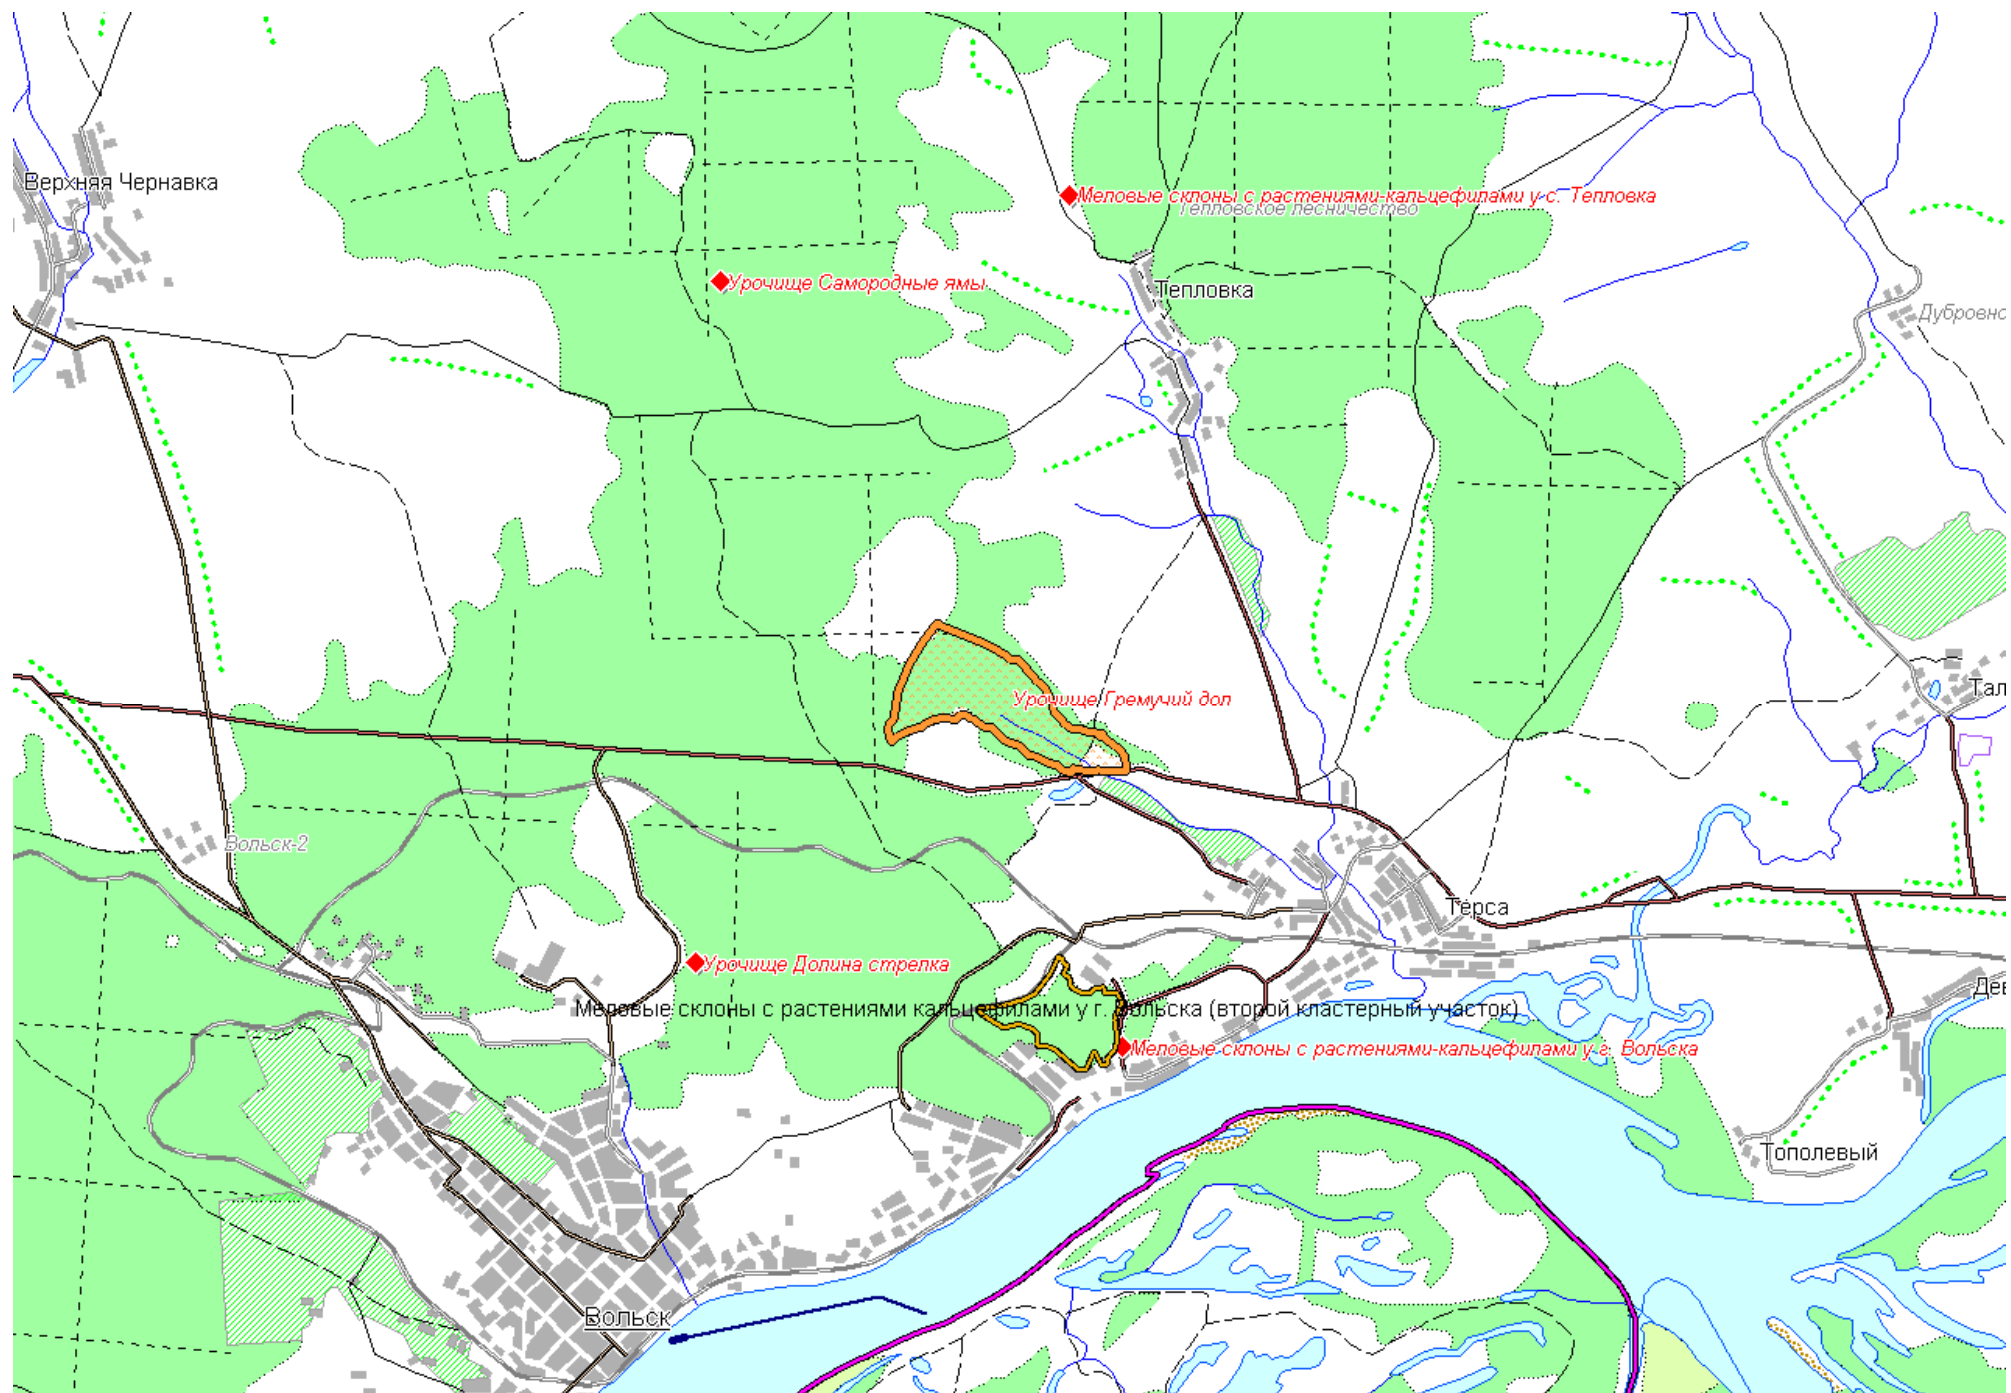 Верхняя Чернавка
Меловые склоны с растениями-кальцефилами у с. Тепловка
Тепловское лесничество
Урочище Самородные ямы
Тепловка
Дубровно
Урочище Гремучий дол
Тал
Вольск-2
Терса
Урочище Долина стрелка
Дев
Меловые склоны с растениями кальцефилами у г. Вольска (второй кластерный участок)
Меловые склоны с растениями-кальцефилами у г. Вольска
Тополевый
Вольск